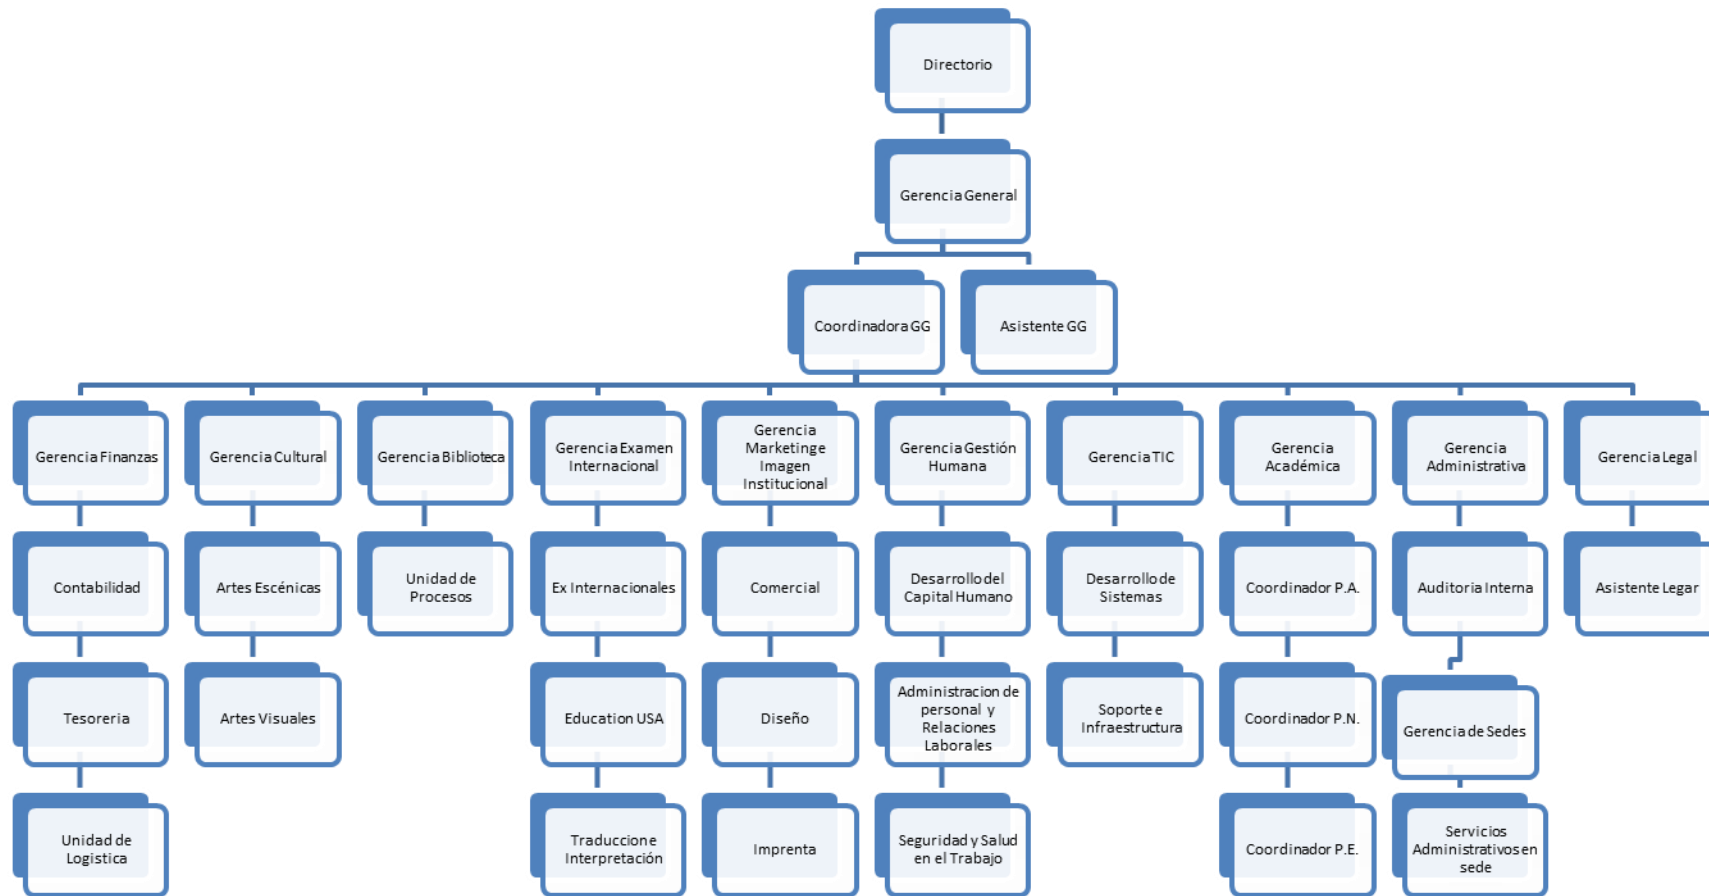 Directorio
Gerencia General
Coordinadora GG
Asistente GG
Gerencia Finanzas
Gerencia Cultural
Gerencia Biblioteca
Gerencia Examen
Internacional
Gerencia
Marketing e
Imagen
Institucional
Gerencia Gestión
Humana
Gerencia TIC
Gerencia
Académica
Gerencia
Administrativa
Gerencia Legal
Contabilidad
Artes Escénicas
Unidad de
Procesos
Ex Internacionales
Comercial
Desarrollo del
Capital Humano
Desarrollo de
Sistemas
Coordinador P.A.
Auditoria Interna
Asistente Legar
Tesoreria
Artes Visuales
Education USA
Diseño
Administracion de
personal y
Relaciones
Laborales
Soporte e
Infraestructura
Coordinador P.N.
Gerencia de Sedes
Unidad de
Logistica
Traduccion e
Interpretación
Imprenta
Seguridad y Salud
en el Trabajo
Coordinador P.E.
Servicios
Administrativos en
sede